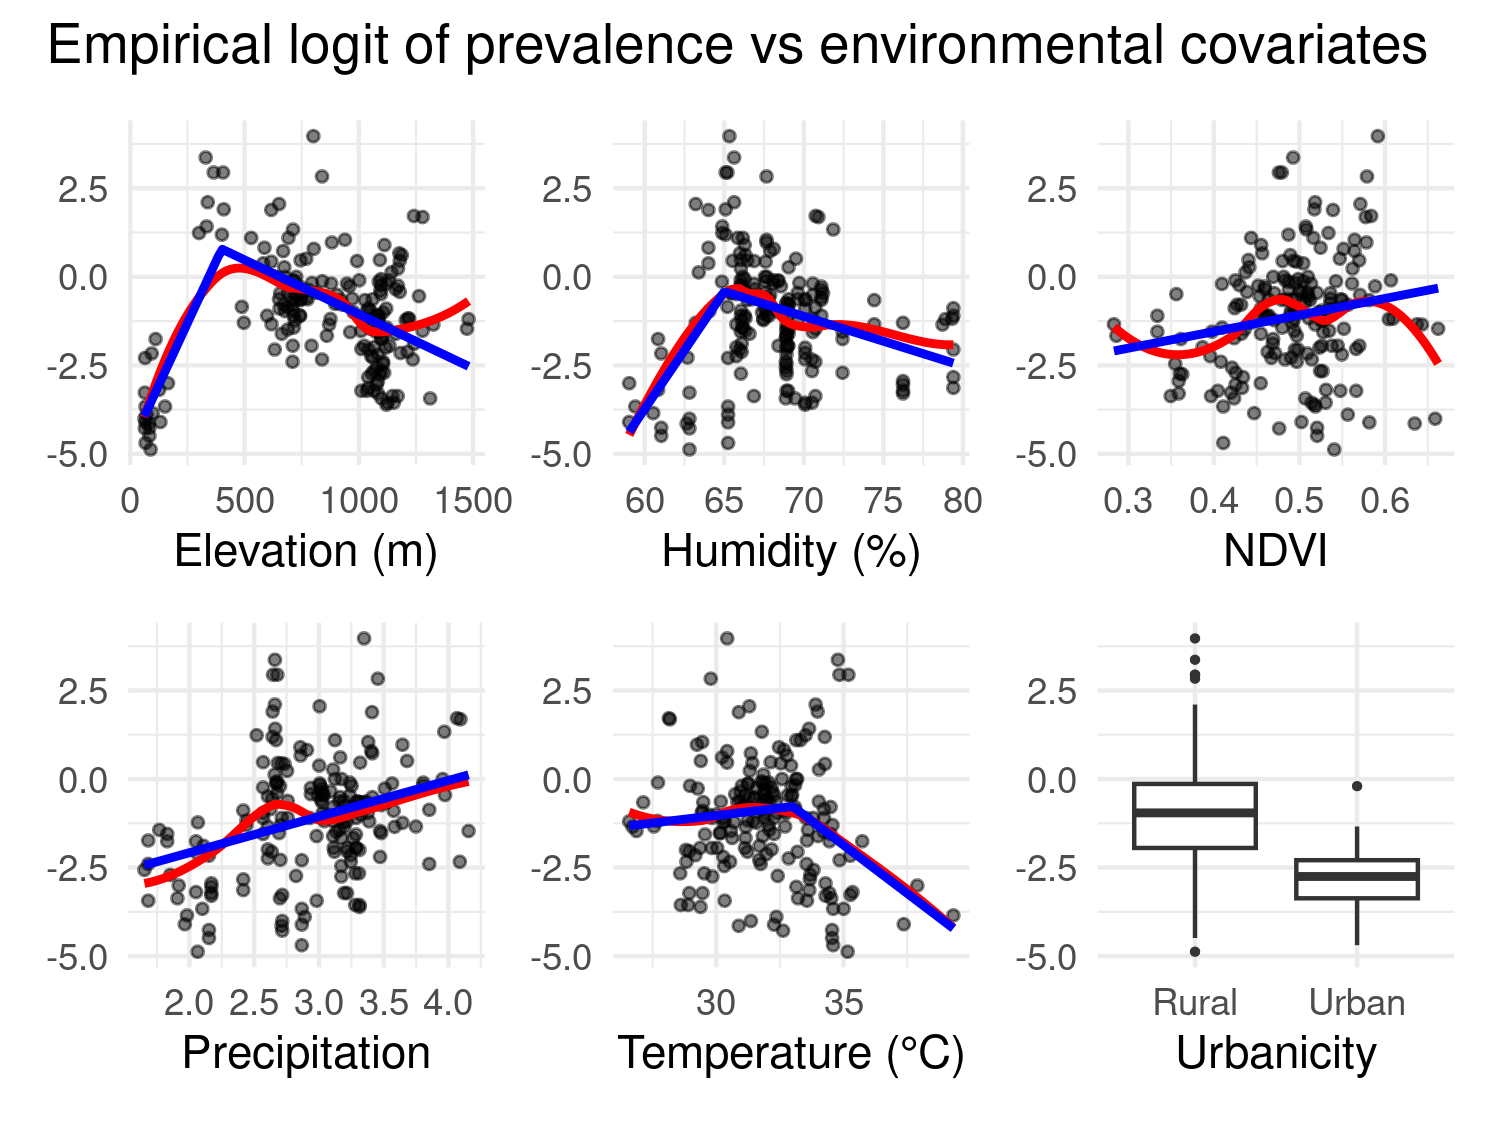 Empirical logit of prevalence vs environmental covariates
2.5
0.0
-2.5
-5.0
0 500 1000 1500
Elevation (m)
2.5
0.0
-2.5
-5.0
60 65 70 75 80
Humidity (%)
2.5
0.0
-2.5
-5.0
0.3 0.4 0.5 0.6
NDVI
2.5
0.0
-2.5
-5.0
2.0 2.5 3.0 3.5 4.0
Precipitation
2.5
0.0
-2.5
-5.0
30 35
Temperature (°C)
2.5
0.0
-2.5
-5.0
Rural Urban
Urbanicity